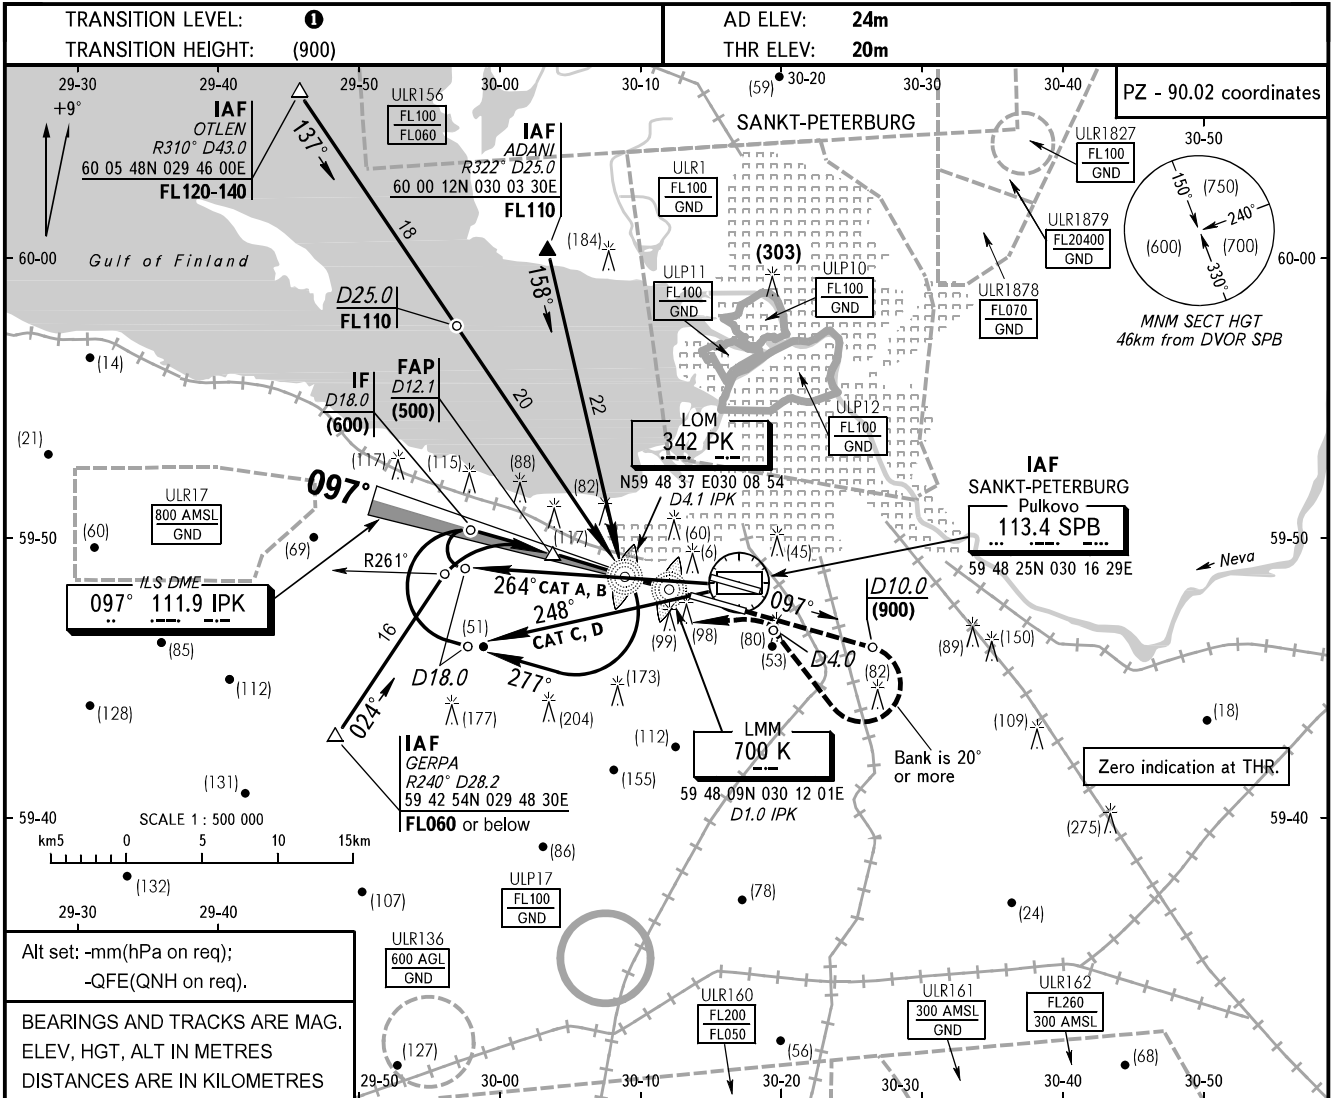 TRANSITION LEVEL: ❶
TRANSITION HEIGHT: (900)
AD ELEV: 24m
THR ELEV: 20m
29-30
29-40
29-50
(59)
30-20
30-30
30-40
PZ - 90.02 coordinates
+9°
IAF
OTLEN
R310° D43.0
60 05 48N 029 46 00E
FL120-140
137°
18
ULR156
FL100
FL060
IAF
ADANI
R322° D25.0
60 00 12N 030 03 30E
FL110
SANKT-PETERBURG
ULR1
FL100
GND
ULR1827
FL100
GND
30-50
150°
(750)
240°
(600)
(700)
330°
MNM SECT HGT
46km from DVOR SPB
ULR1879
FL20400
GND
60-00
Gulf of Finland
(184)
(303)
158°
ULP11
FL100
GND
ULP10
FL100
GND
ULR1878
FL070
GND
60-00
D25.0
FL110
(14)
IF
D18.0
(600)
FAP
D12.1
(500)
20
22
LOM
342 PK
N59 48 37 E030 08 54
D4.1 IPK
ULP12
FL100
GND
(21)
(117)
(115)
(88)
(82)
097°
IAF
SANKT-PETERBURG
Pulkovo
113.4 SPB
59 48 25N 030 16 29E
ULR17
800 AMSL
GND
(60)
(69)
(117)
(60)
(6)
(45)
59-50
59-50
Neva
R261°
ILS DME
097° 111.9 IPK
264° CAT A, B
248°
CAT C, D
097°
D10.0
(900)
16
(51)
(99)
(98)
(80)
(53)
D4.0
(82)
(89)
(150)
(85)
D18.0
277°
(112)
(173)
(128)
024°
(177)
(204)
(109)
(18)
IAF
GERPA
R240° D28.2
59 42 54N 029 48 30E
FL060 or below
(112)
(155)
LMM
700 K
59 48 09N 030 12 01E
D1.0 IPK
Bank is 20°
or more
Zero indication at THR.
(131)
59-40
59-40
SCALE 1 : 500 000
km5 0 5 10 15km
(275)
(86)
(132)
(107)
ULP17
FL100
GND
(78)
(24)
29-30
29-40
Alt set: -mm(hPa on req);
-QFE(QNH on req).
ULR136
600 AGL
GND
BEARINGS AND TRACKS ARE MAG.
ELEV, HGT, ALT IN METRES
DISTANCES ARE IN KILOMETRES
ULR160
FL200
FL050
ULR161
300 AMSL
GND
ULR162
FL260
300 AMSL
(127)
(56)
(68)
29-50
30-00
30-10
30-20
30-30
30-40
30-50